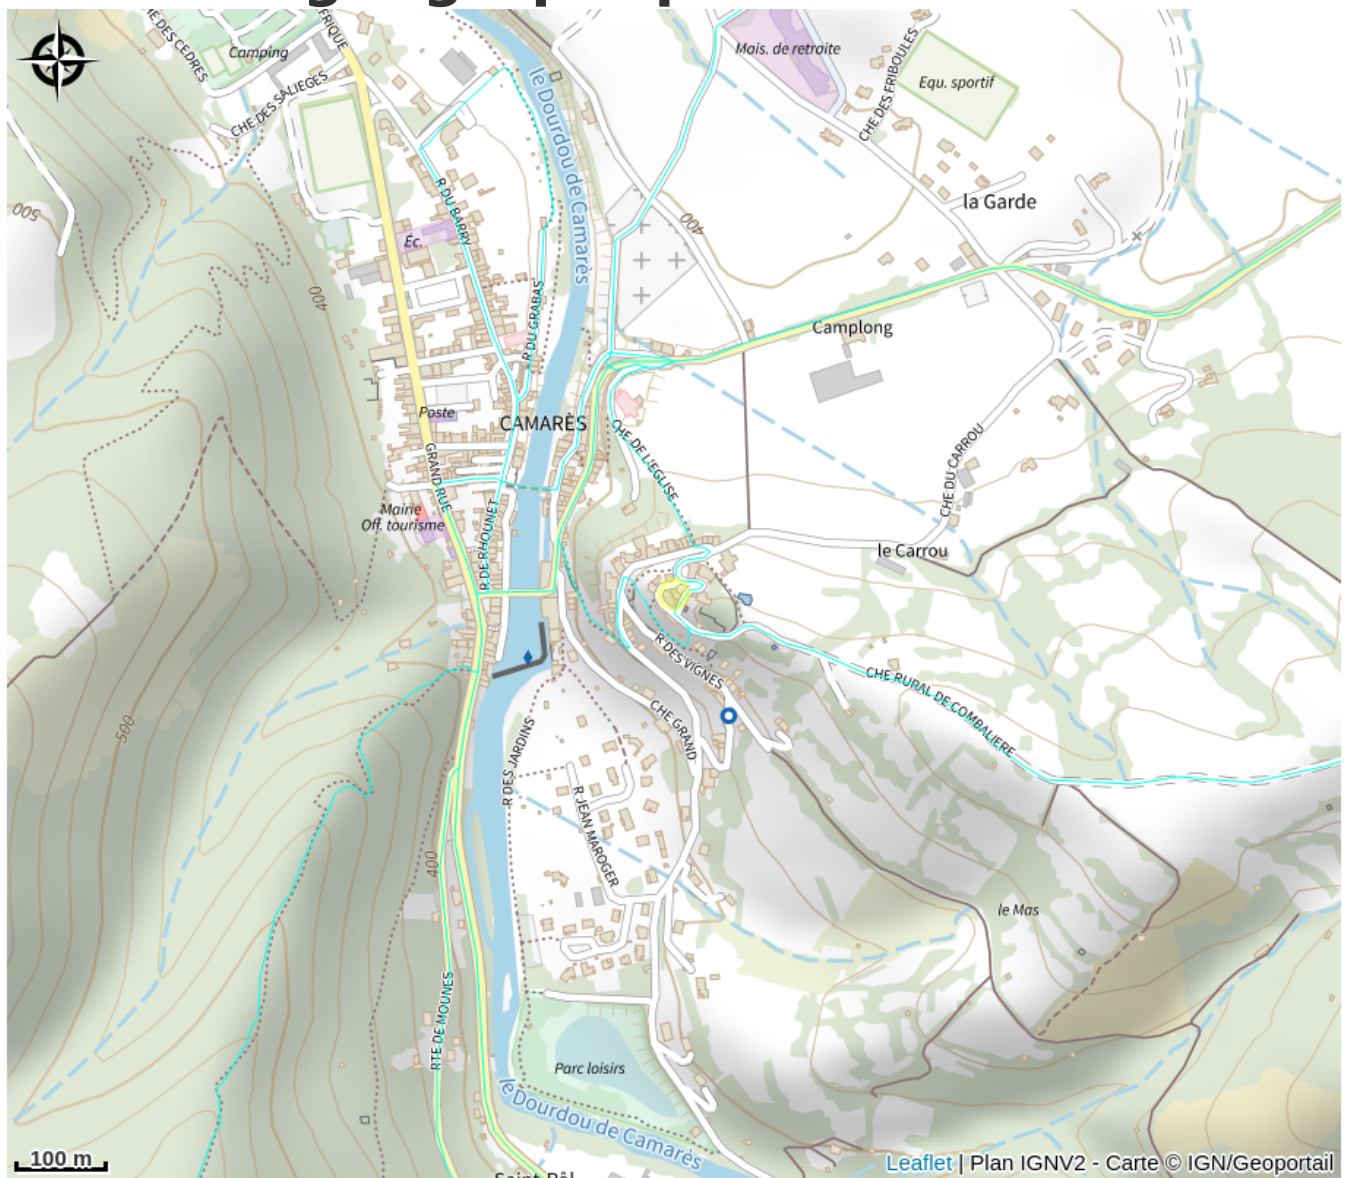 CHE DES CEDRES
Camping
CHE DES SALIEGES
le Dourdou de Camarès
Mais. de retraite
CHE DES FRIBOULES
Equ. sportif
500
R DU BARRY
400
la Garde
Éc.
400
R DU GRABAS
Camplong
Poste
CAMARÈS
CHE DE L'EGLISE
GRAND RUE
CHE DU CARROU
Mairie
Off. tourisme
R DE RHOUNET
le Carrou
R DES VIGNES
CHE RURAL DE COMBALIERE
500
CHE GRAND
R DES JARDINS
R JEAN MAROGER
400
le Mas
RTE DE MOUNES
Parc loisirs
le Dourdou de Camarès
100 m
Leaflet | Plan IGNV2 - Carte © IGN/Geoportail